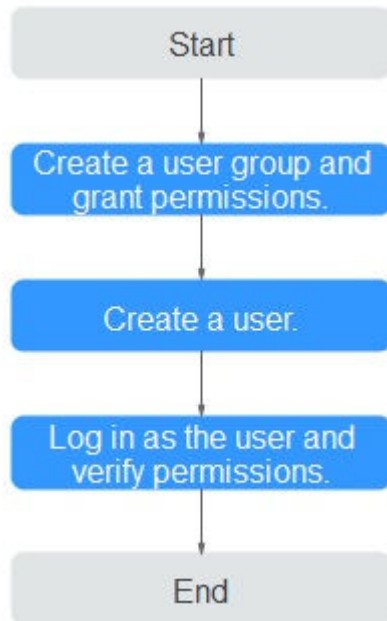 Start
Create a user group and
grant permissions.
Create a user.
Log in as the user and
verify permissions.
End